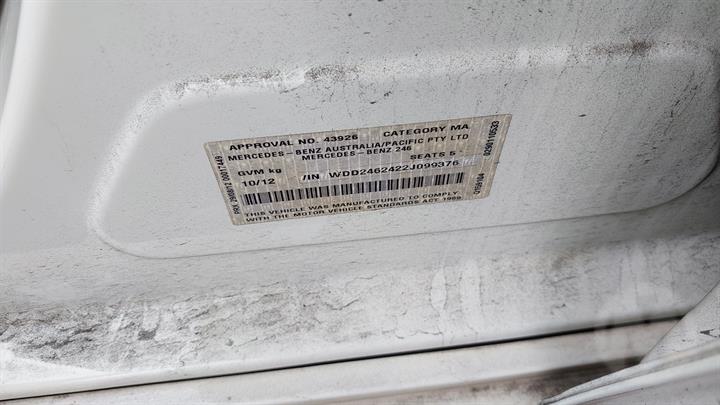 APPROVAL NO. 43926 CATEGORY MA
MERCEDES-BENZ AUSTRALIA/PACIFIC PTY LTD
MERCEDES-BENZ 246
GVM kg SEATS 5
10/12 /IN WDD2462422J099376
THIS VEHICLE WAS MANUFACTURED TO COMPLY
WITH THE MOTOR VEHICLE STANDARDS ACT 1989